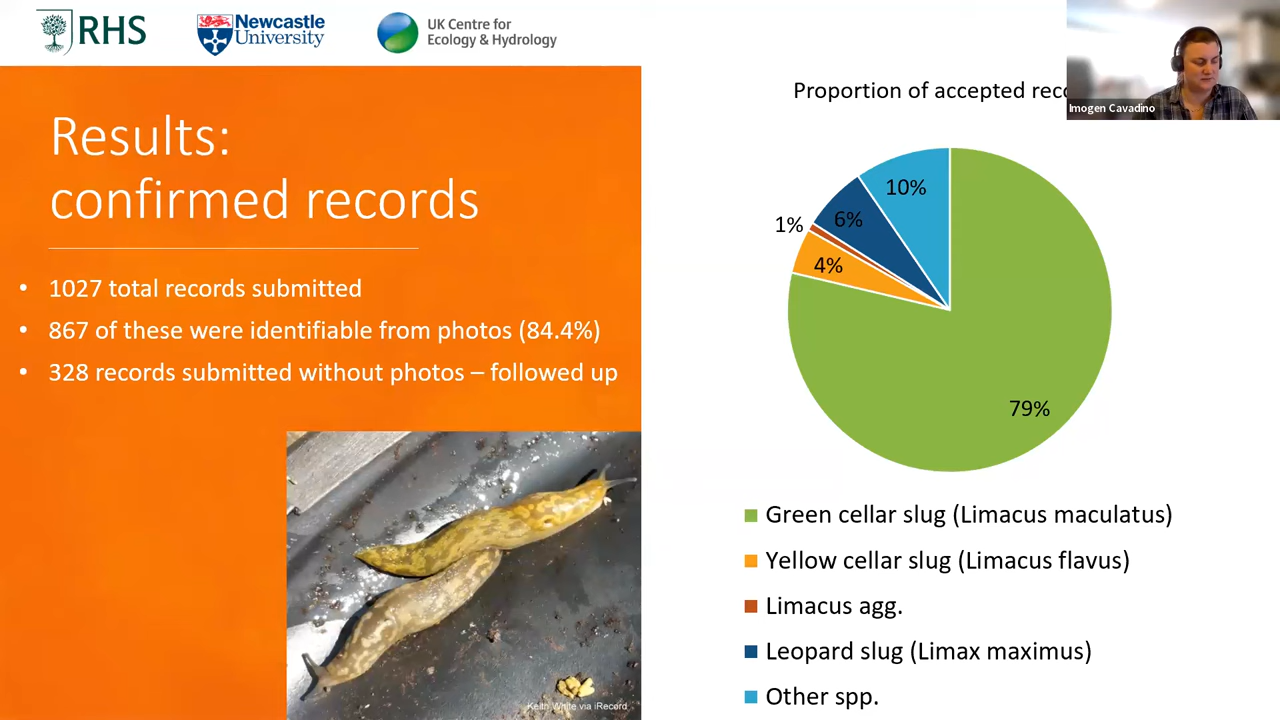 RHS
Newcastle
University
UK Centre for
Ecology & Hydrology
Imogen Cavadino
Results:
confirmed records
• 1027 total records submitted
• 867 of these were identifiable from photos (84.4%)
• 328 records submitted without photos – followed up
Keith White via iRecord
Proportion of accepted
10%
6%
1%
4%
79%
Green cellar slug (Limacus maculatus)
Yellow cellar slug (Limacus flavus)
Limacus agg.
Leopard slug (Limax maximus)
Other spp.